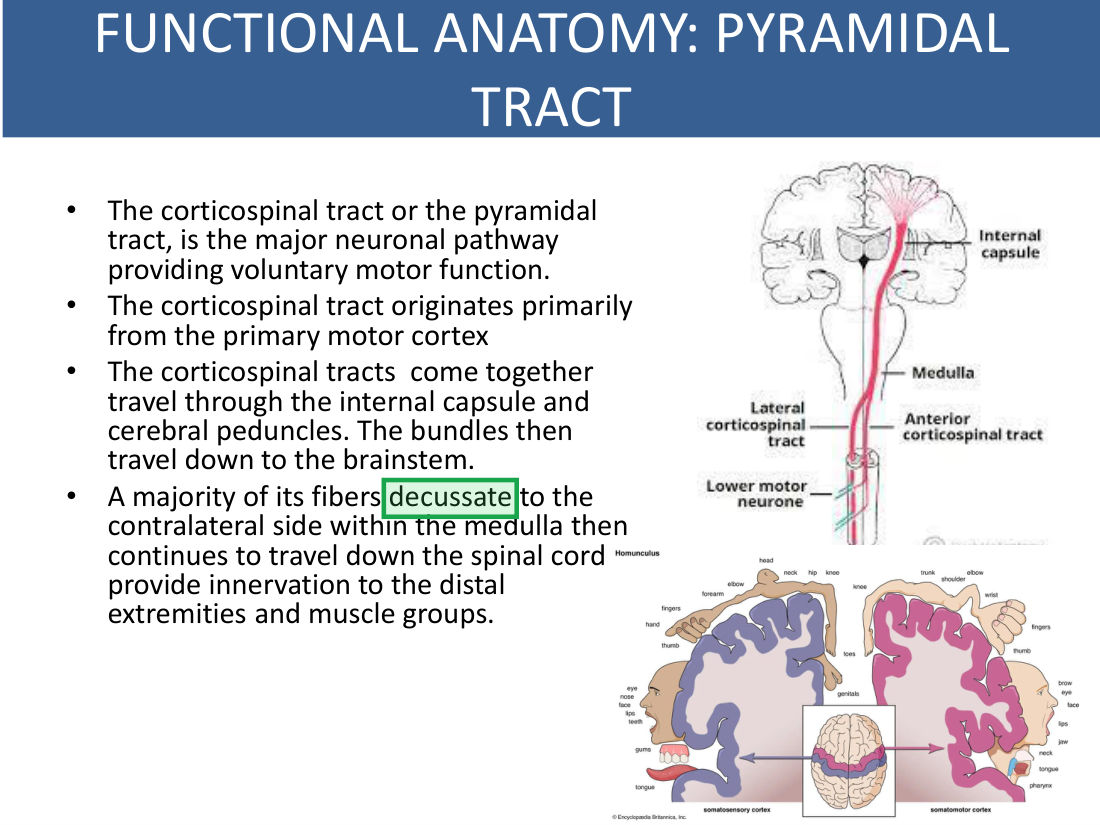 FUNCTIONAL ANATOMY: PYRAMIDAL
TRACT
• The corticospinal tract or the pyramidal
tract, is the major neuronal pathway
providing voluntary motor function.
• The corticospinal tract originates primarily
from the primary motor cortex
• The corticospinal tracts  come together
travel through the internal capsule and
cerebral peduncles. The bundles then
travel down to the brainstem.
• A majority of its fibers decussate to the
contralateral side within the medulla then
continues to travel down the spinal cord
provide innervation to the distal
extremities and muscle groups.
Internal
capsule
Medulla
Lateral
corticospinal
tract
Anterior
corticospinal tract
Lower motor
neurone
Homunculus
head
neck
hip
knee
elbow
forearm
fingers
hand
thumb
toes
genitals
eye
nose
face
lips
teeth
gums
tongue
somatosensory cortex
knee
trunk
shoulder
elbow
wrist
fingers
thumb
brow
eye
face
lips
jaw
neck
tongue
pharynx
somatomotor cortex
© Encyclopædia Britannica, Inc.